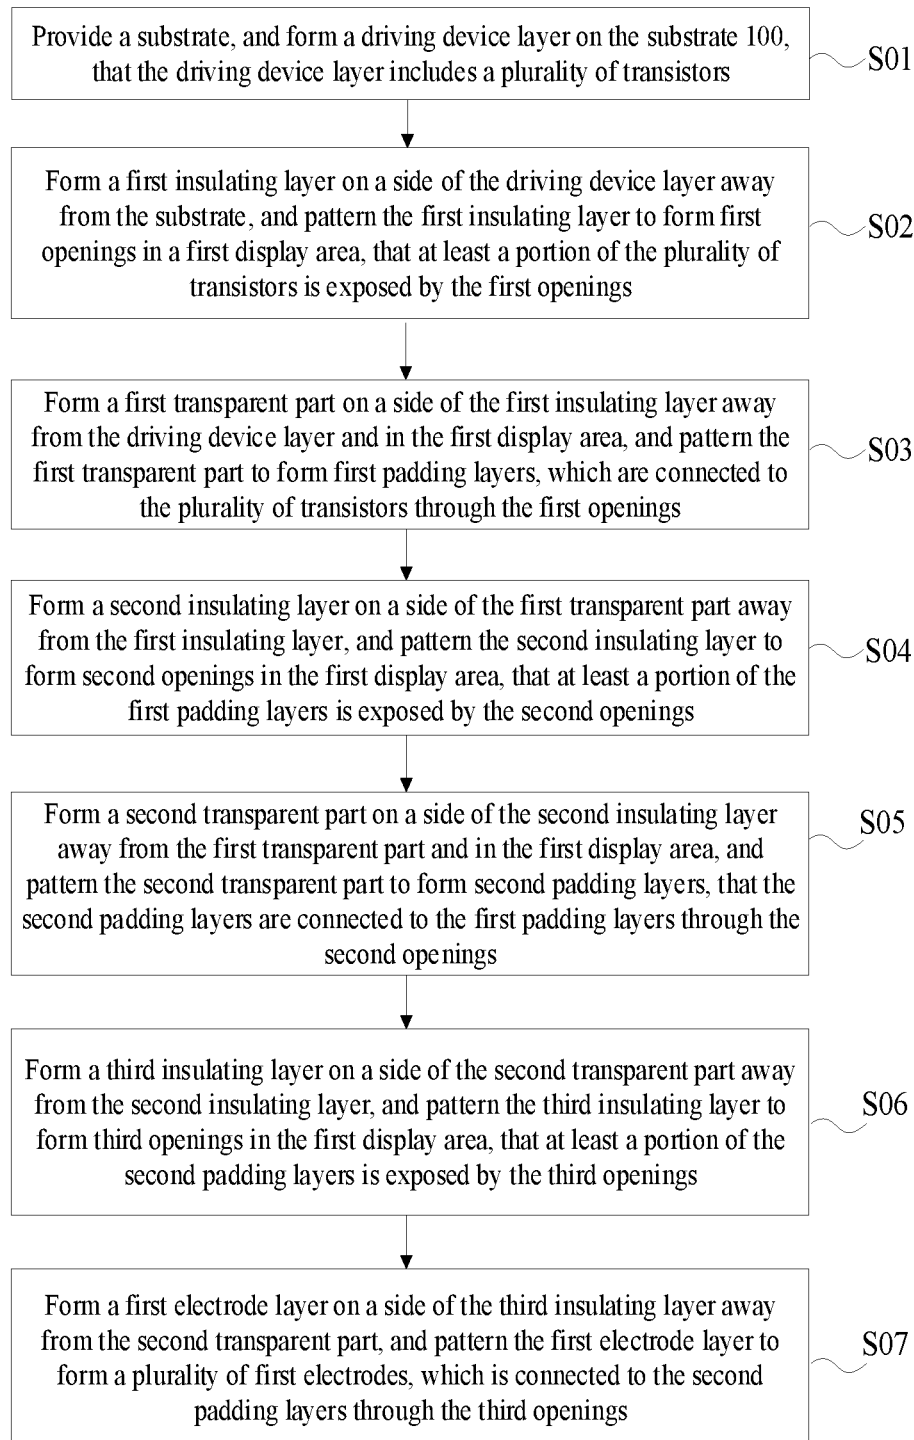 Provide a substrate, and form a driving device layer on the substrate 100,
that the driving device layer includes a plurality of transistors
S01
Form a first insulating layer on a side of the driving device layer away
from the substrate, and pattern the first insulating layer to form first
openings in a first display area, that at least a portion of the plurality of
transistors is exposed by the first openings
S02
Form a first transparent part on a side of the first insulating layer away
from the driving device layer and in the first display area, and pattern the
first transparent part to form first padding layers, which are connected to
the plurality of transistors through the first openings
S03
Form a second insulating layer on a side of the first transparent part away
from the first insulating layer, and pattern the second insulating layer to
form second openings in the first display area, that at least a portion of the
first padding layers is exposed by the second openings
S04
Form a second transparent part on a side of the second insulating layer
away from the first transparent part and in the first display area, and
pattern the second transparent part to form second padding layers, that the
second padding layers are connected to the first padding layers through the
second openings
S05
Form a third insulating layer on a side of the second transparent part away
from the second insulating layer, and pattern the third insulating layer to
form third openings in the first display area, that at least a portion of the
second padding layers is exposed by the third openings
S06
Form a first electrode layer on a side of the third insulating layer away
from the second transparent part, and pattern the first electrode layer to
form a plurality of first electrodes, which is connected to the second
padding layers through the third openings
S07